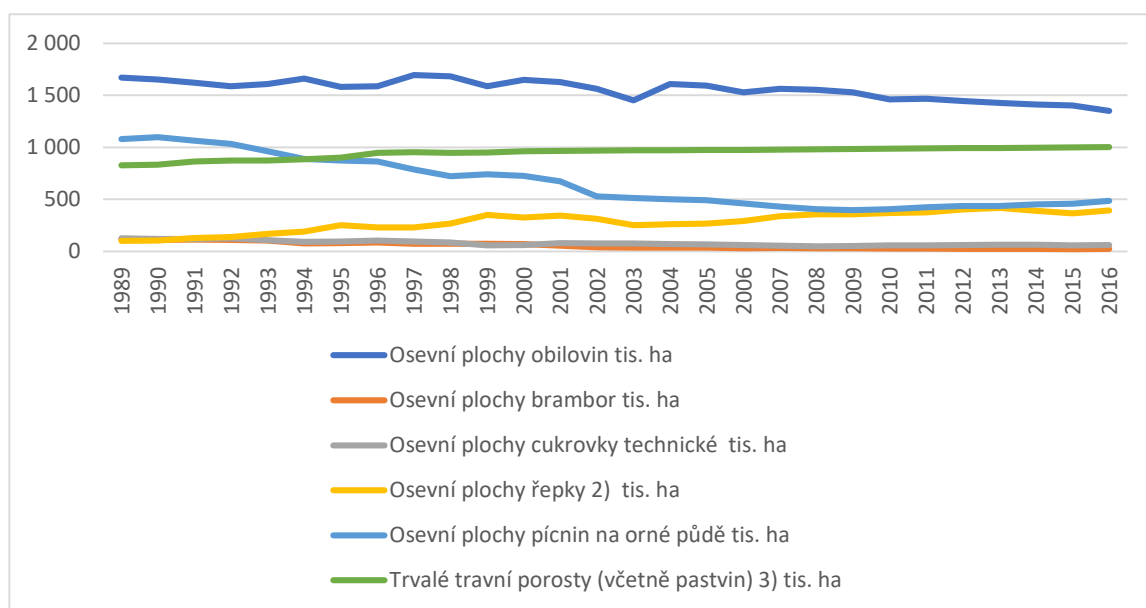 2 000
1 500
1 000
500
0
1989 1990 1991 1992 1993 1994 1995 1996 1997 1998 1999 2000 2001 2002 2003 2004 2005 2006 2007 2008 2009 2010 2011 2012 2013 2014 2015 2016
Osevní plochy obilovin tis. ha
Osevní plochy brambor tis. ha
Osevní plochy cukrovky technické  tis. ha
Osevní plochy řepky 2)  tis. ha
Osevní plochy pícnin na orné půdě tis. ha
Trvalé travní porosty (včetně pastvin) 3) tis. ha